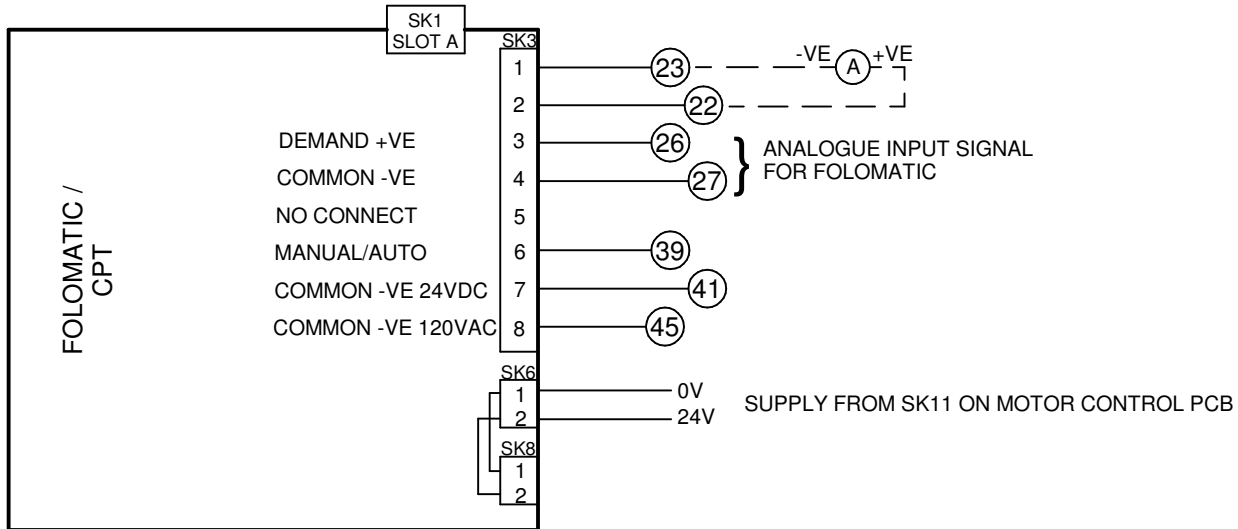 SK1
SLOT A
SK3
1
23
-VE
A
+VE
2
22
DEMAND +VE
3
26
ANALOGUE INPUT SIGNAL
FOR FOLOMATIC
COMMON -VE
4
27
NO CONNECT
5
MANUAL/AUTO
6
39
COMMON -VE 24VDC
7
41
COMMON -VE 120VAC
8
45
FOLOMATIC /
CPT
SK6
1
0V
2
24V
SUPPLY FROM SK11 ON MOTOR CONTROL PCB
SK8
1
2